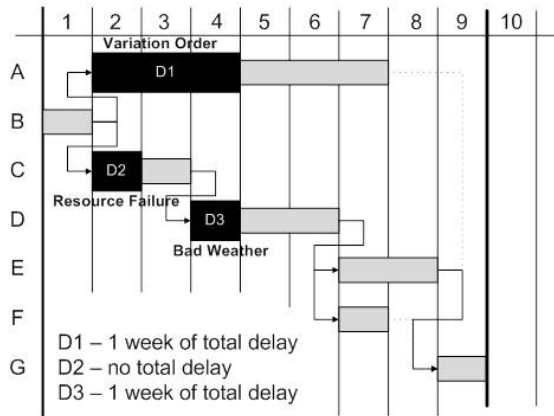 1 2 3 4 5 6 7 8 9 10
Variation Order
A D1
B
C D2
Resource Failure
D D3
Bad Weather
E
F
G
D1 – 1 week of total delay
D2 – no total delay
D3 – 1 week of total delay